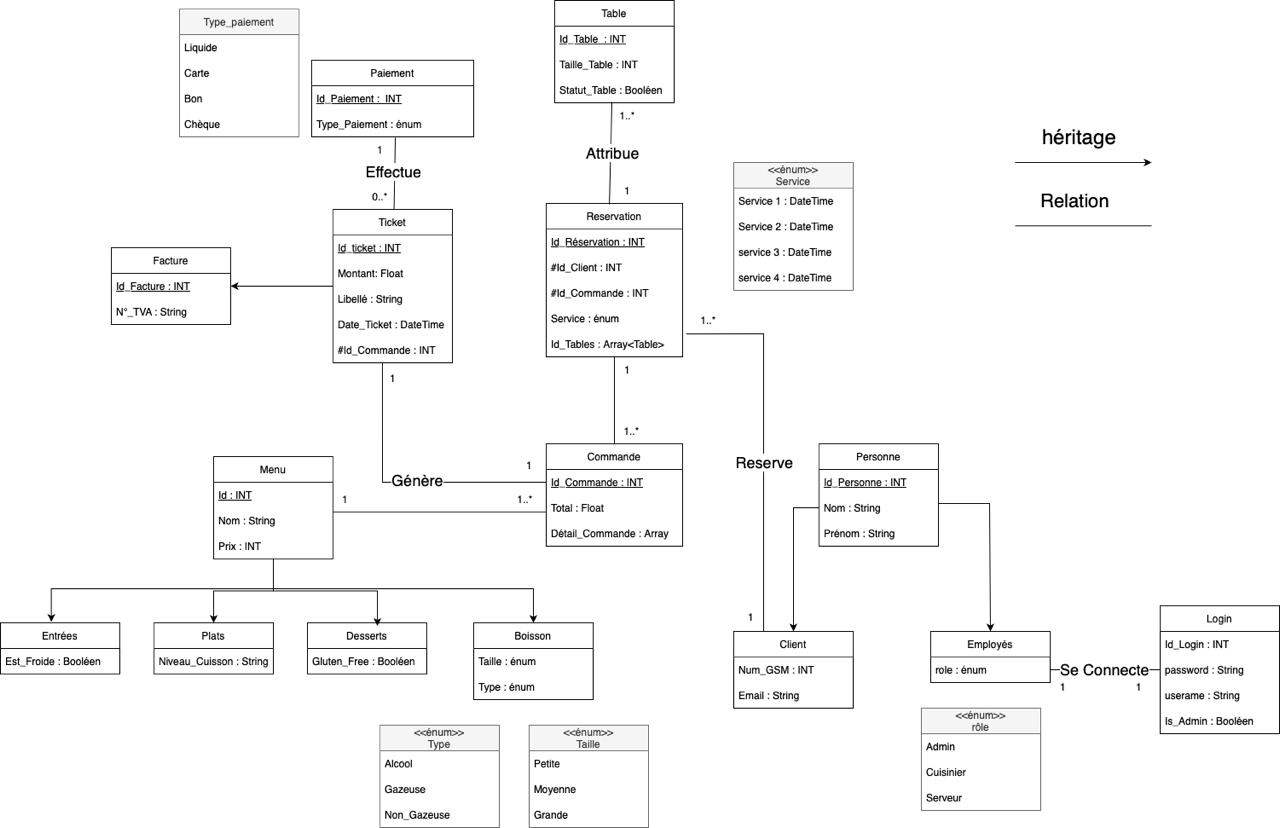 Type_paiement
Liquide
Carte
Bon
Chèque
Paiement
Id_Paiement : INT
Type_Paiement : énum
1
Effectue
0..*
Table
Id_Table : INT
Taille_Table : INT
Statut_Table : Booléen
1..*
Attribue
1
<<énum>>
Service
Service 1 : DateTime
Service 2 : DateTime
service 3 : DateTime
service 4 : DateTime
héritage
Relation
Ticket
Id_ticket : INT
Montant: Float
Libellé : String
Date_Ticket : DateTime
#Id_Commande : INT
1
Facture
Id_Facture : INT
N°_TVA : String
Reservation
Id_Réservation : INT
#Id_Client : INT
#Id_Commande : INT
Service : énum
Id_Tables : Array<Table>
1..*
1
1..*
Génère
1
Commande
Id_Commande : INT
Total : Float
Détail_Commande : Array
Reserve
1
Personne
Id_Personne : INT
Nom : String
Prénom : String
Menu
Id : INT
Nom : String
Prix : INT
1
1..*
Entrées
Est_Froide : Booléen
Plats
Niveau_Cuisson : String
Desserts
Gluten_Free : Booléen
Boisson
Taille : énum
Type : énum
Client
Num_GSM : INT
Email : String
Employés
role : énum
Se Connecte
1
1
Login
Id_Login : INT
password : String
userame : String
Is_Admin : Booléen
<<énum>>
Type
Alcool
Gazeuse
Non_Gazeuse
<<énum>>
Taille
Petite
Moyenne
Grande
<<énum>>
rôle
Admin
Cuisinier
Serveur